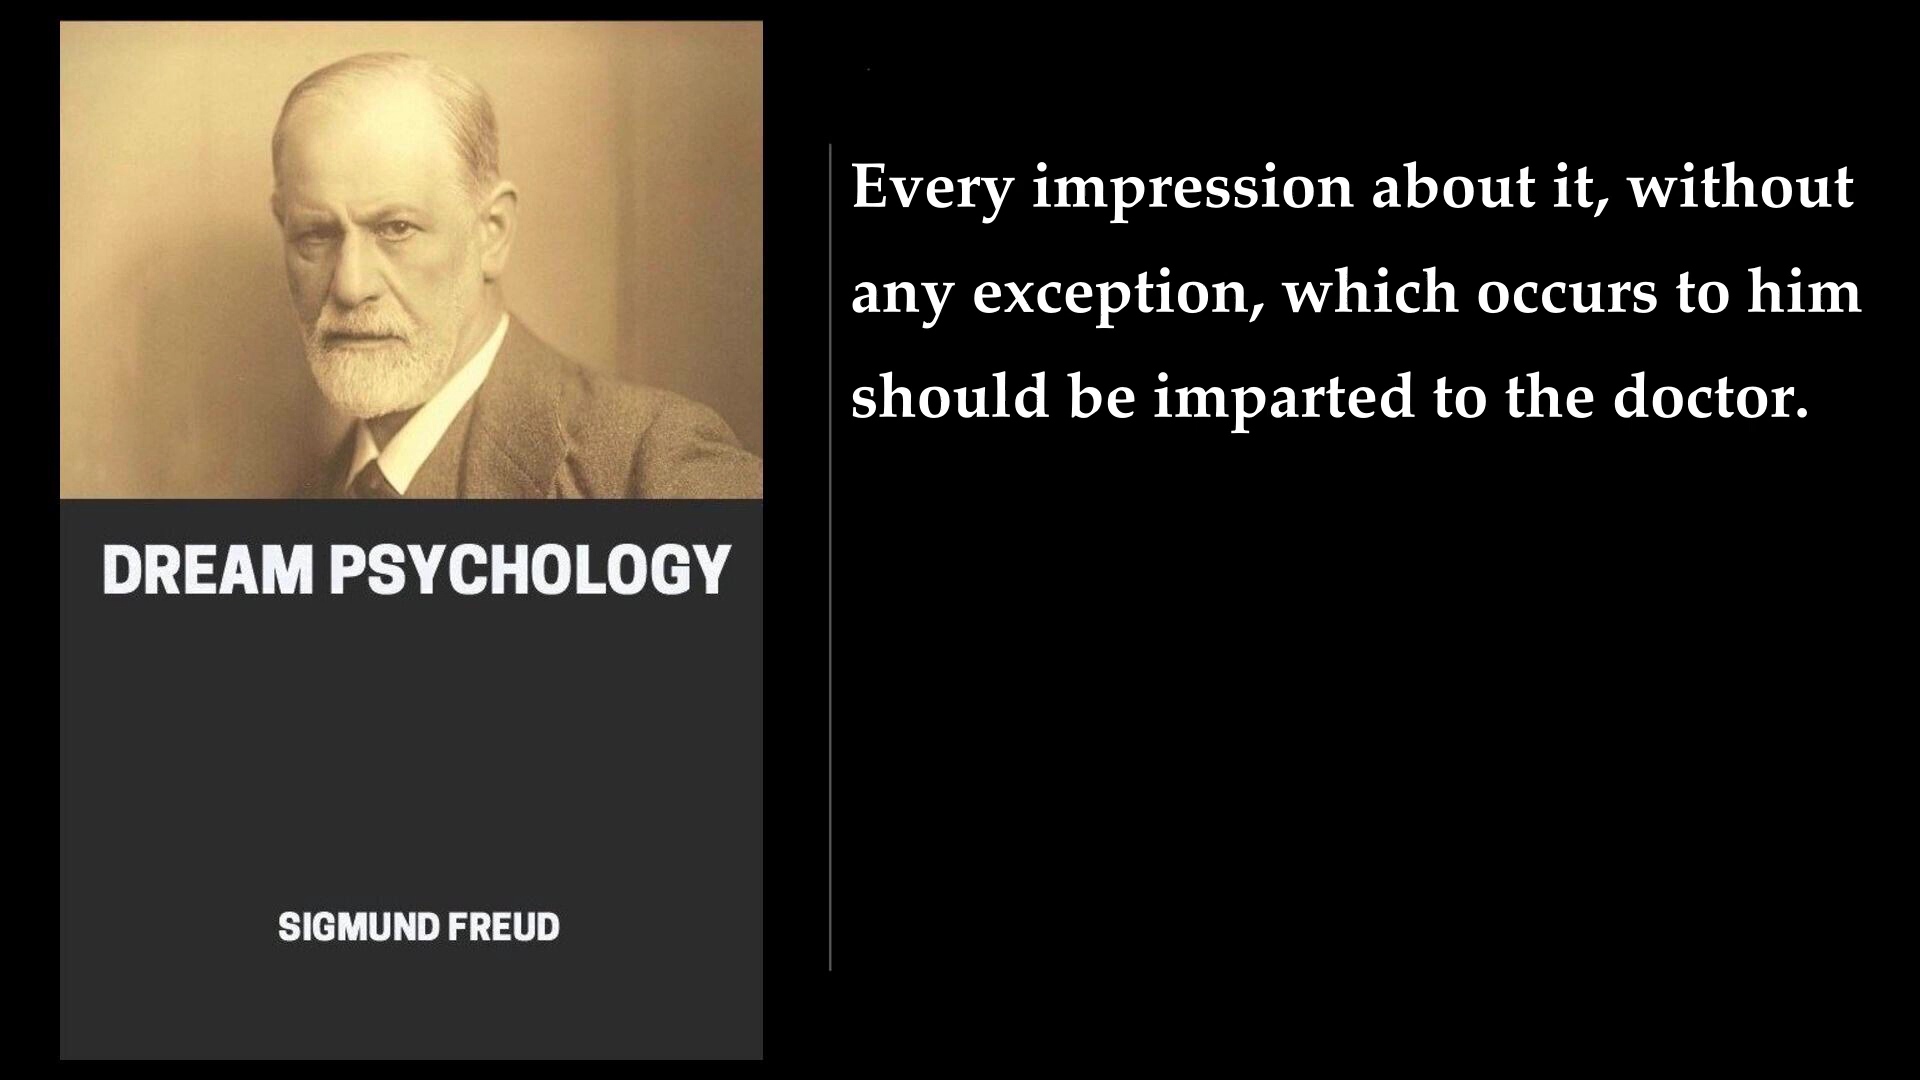 DREAM PSYCHOLOGY
SIGMUND FREUD
Every impression about it, without
any exception, which occurs to him
should be imparted to the doctor.